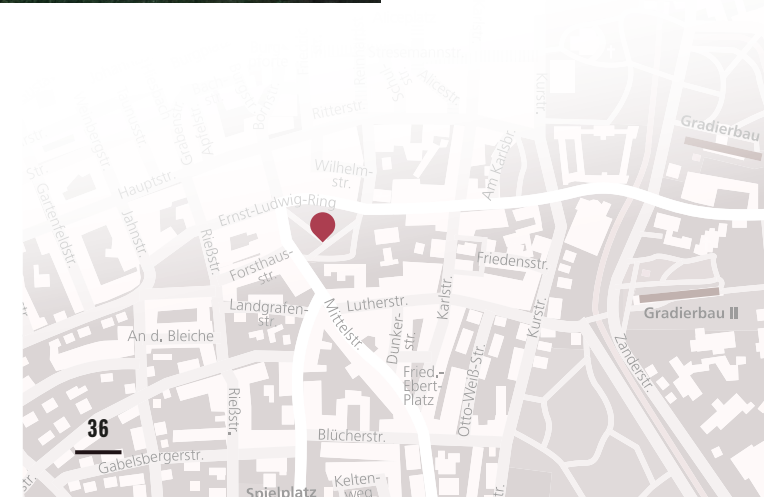 Alicestr.
Kurstr.
Ritterstr.
Gradierbau
Wilhelm-
str.
Am Karlsbr.
Hauptstr.
Gartenfeldstr.
Jahnstr.
Rießstr.
Ernst-Ludwig-Ring
Forsthaus-
str.
Friedensstr.
Landgrafen-
str.
Lutherstr.
Karlstr.
Kurstr.
Gradierbau II
Mittelstr.
An d. Bleiche
Dunker-
str.
Zanderstr.
Fried.-
Ebert-
Platz
Otto-Weiß-Str.
Rießstr.
36
Blücherstr.
Gabelsbergerstr.
Kelten-
weg
Spielplatz